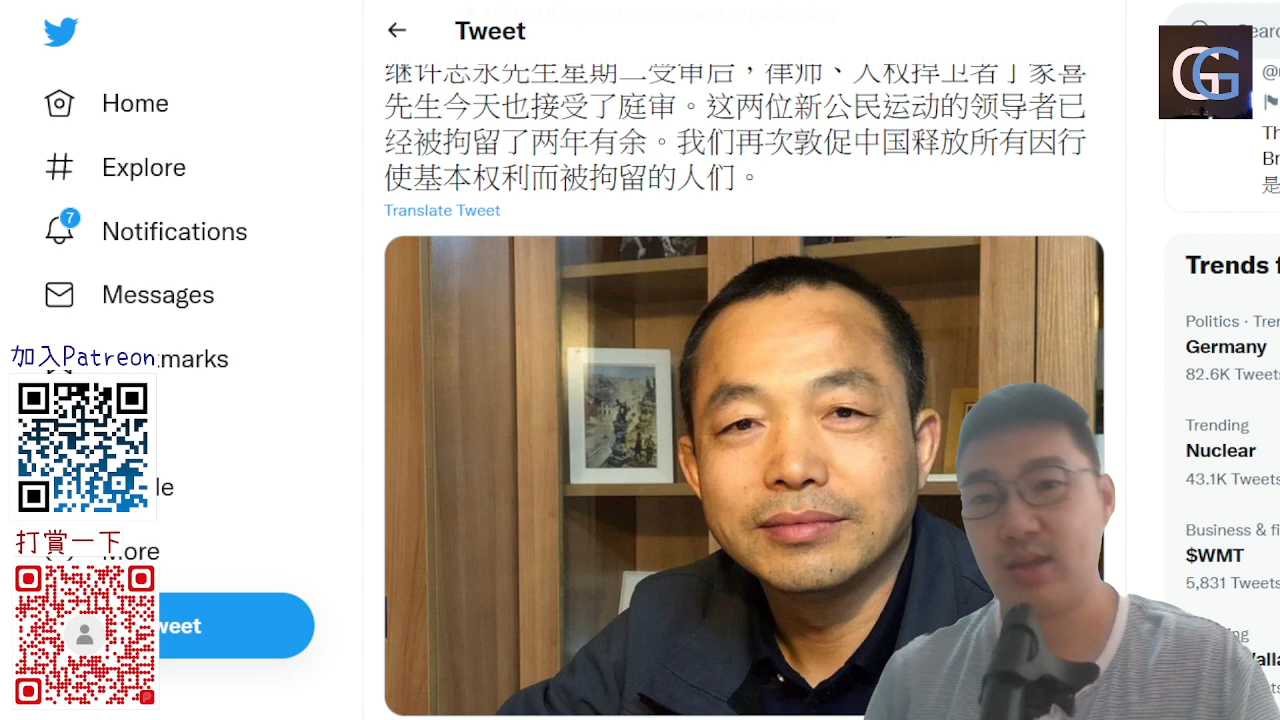 Tweet
继许志永先生星期二受审后，律师、人权捍卫者丁家喜
先生今天也接受了庭审。这两位新公民运动的领导者已
经被拘留了两年有余。我们再次敦促中国释放所有因行
使基本权利而被拘留的人们。
Translate Tweet
Home
Explore
7
Notifications
Messages
加入Patreon
marks
打賞一下
More
weet
GG
Trends f
Politics · Tren
Germany
82.6K Tweets
Trending
Nuclear
43.1K Tweets
Business & fi
$WMT
5,831 Tweets